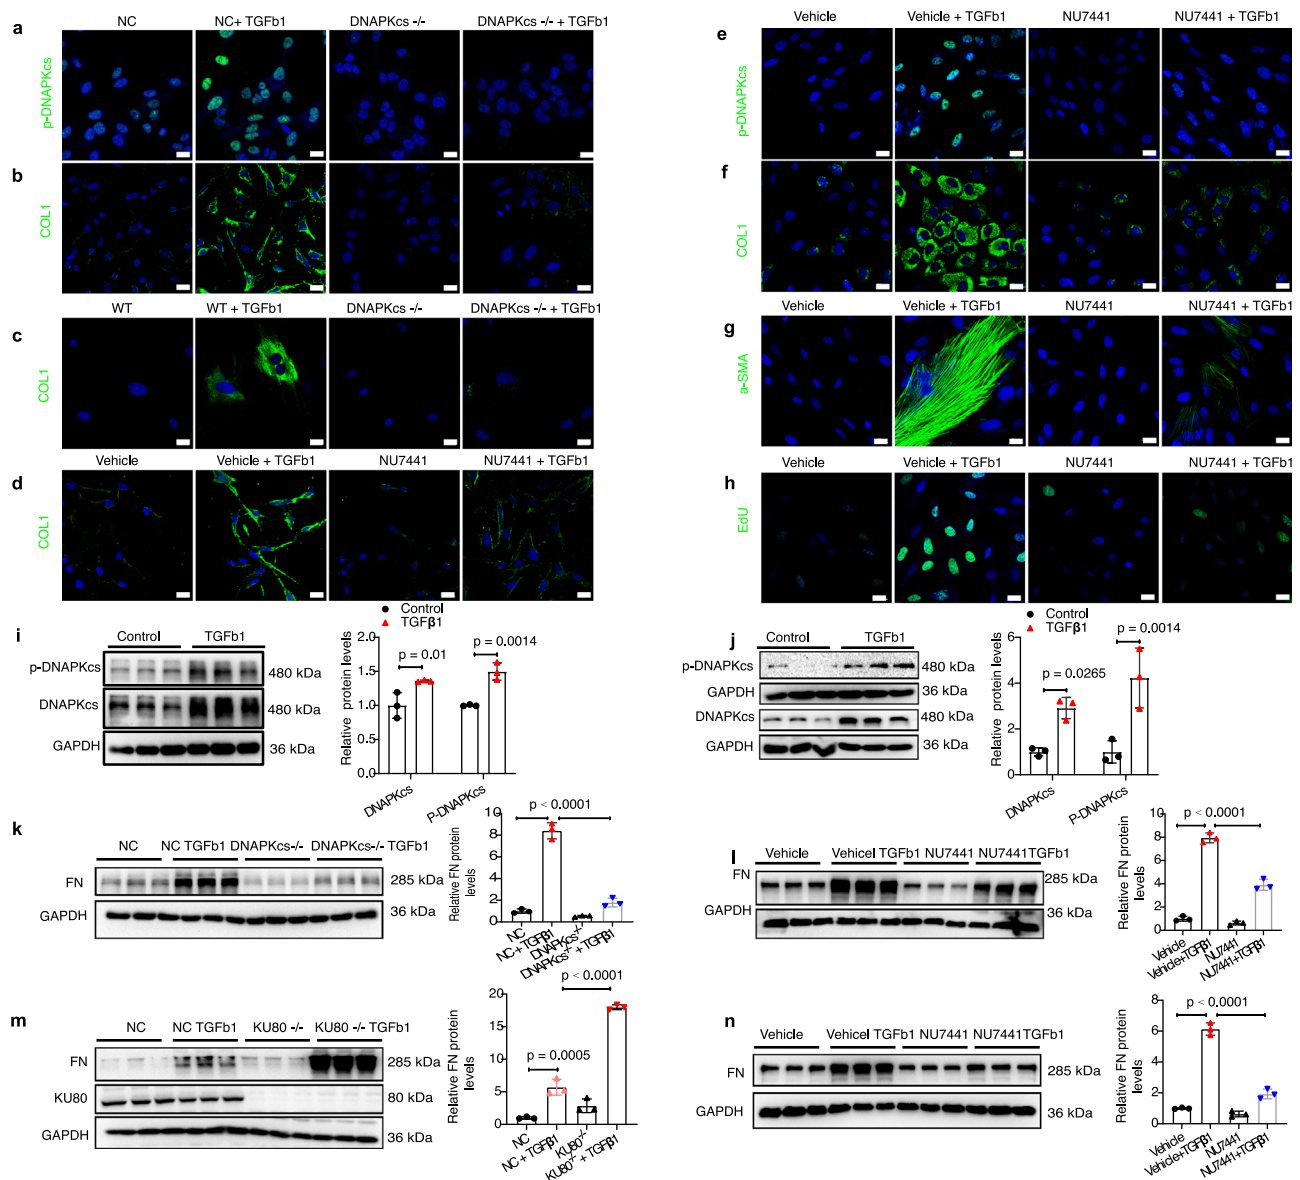 a
NC
NC+ TGFb1
DNAPKcs -/-
DNAPKcs -/- + TGFb1
p-DNAPKcs
b
COL1
WT
WT + TGFb1
DNAPKcs -/-
DNAPKcs -/- + TGFb1
c
COL1
Vehicle
Vehicle + TGFb1
NU7441
NU7441 + TGFb1
d
COL1
e
Vehicle
Vehicle + TGFb1
NU7441
NU7441 + TGFb1
p-DNAPKcs
f
COL1
Vehicle
Vehicle + TGFb1
NU7441
NU7441 + TGFb1
g
a-SMA
Vehicle
Vehicle + TGFb1
NU7441
NU7441 + TGFb1
h
EdU
i
Control
TGFb1
p-DNAPKcs
480 kDa
DNAPKcs
480 kDa
GAPDH
36 kDa
Control
TGFβ1
Relative protein levels
2.0
1.5
1.0
0.5
0.0
p = 0.01
p = 0.0014
DNAPKcs
P-DNAPKcs
j
Control
TGFb1
p-DNAPKcs
480 kDa
GAPDH
36 kDa
DNAPKcs
480 kDa
GAPDH
36 kDa
Control
TGFβ1
Relative protein levels
6
4
2
0
p = 0.0265
p = 0.0014
DNAPKcs
P-DNAPKcs
k
NC
NC TGFb1
DNAPKcs-/-
DNAPKcs-/- TGFb1
FN
285 kDa
GAPDH
36 kDa
Relative FN protein
levels
10
8
6
4
2
0
p < 0.0001
NC
NC+TGFβ1
DNAPKcs-/-
DNAPKcs-/- + TGFβ1
l
Vehicle
Vehicel TGFb1
NU7441
NU7441TGFb1
FN
285 kDa
GAPDH
36 kDa
Relative FN protein
levels
10
8
6
4
2
0
p < 0.0001
Vehicle
Vehicle+TGFβ1
NU7441
NU7441+TGFβ1
m
NC
NC TGFb1
KU80 -/-
KU80 -/- TGFb1
FN
285 kDa
KU80
80 kDa
GAPDH
36 kDa
Relative FN protein
levels
20
15
10
5
0
p < 0.0001
p = 0.0005
NC
NC+TGFβ1
KU80-/-
KU80-/- + TGFβ1
n
Vehicle
Vehicel TGFb1
NU7441
NU7441TGFb1
FN
285 kDa
GAPDH
36 kDa
Relative FN protein
levels
8
6
4
2
0
p < 0.0001
Vehicle
Vehicle+TGFβ1
NU7441
NU7441+TGFβ1